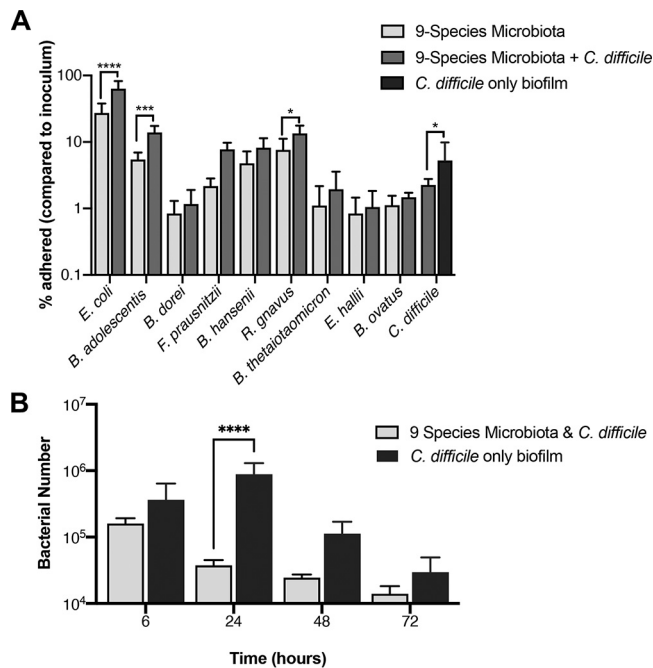 A
9-Species Microbiota
9-Species Microbiota + C. difficile
C. difficile only biofilm
% adhered (compared to inoculum)
100
10
1
0.1
****
***
*
*
E. coli
B. adolescentis
B. dorei
F. prausnitzii
B. hansenii
R. gnavus
B. thetaiotaomicron
E. hallii
B. ovatus
C. difficile
B
9 Species Microbiota & C. difficile
C. difficile only biofilm
Bacterial Number
10⁷
10⁶
10⁵
10⁴
****
6
24
48
72
Time (hours)